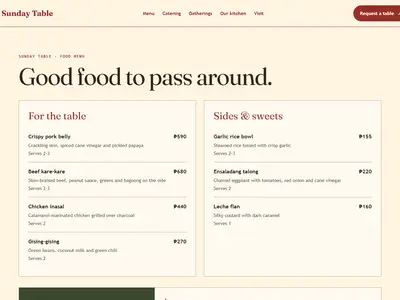 Sunday Table
Menu
Catering
Gatherings
Our kitchen
Visit
Request a table
SUNDAY TABLE · FOOD MENU
Good food to pass around.
For the table
Crispy pork belly ₱590
Crackling skin, spiced cane vinegar and pickled papaya
Serves 2-3
Beef kare-kare ₱680
Slow-braised beef, peanut sauce, greens and bagoong on the side
Serves 2-3
Chicken inasal ₱440
Calamansi-marinated chicken grilled over charcoal
Serves 2
Gising-gising ₱270
Green beans, coconut milk and green chili
Serves 2
Sides & sweets
Garlic rice bowl ₱155
Steamed rice tossed with crisp garlic
Serves 2-3
Ensaladang talong ₱220
Charred eggplant with tomatoes, red onion and cane vinegar
Serves 2
Leche flan ₱160
Silky custard with dark caramel
Serves 1